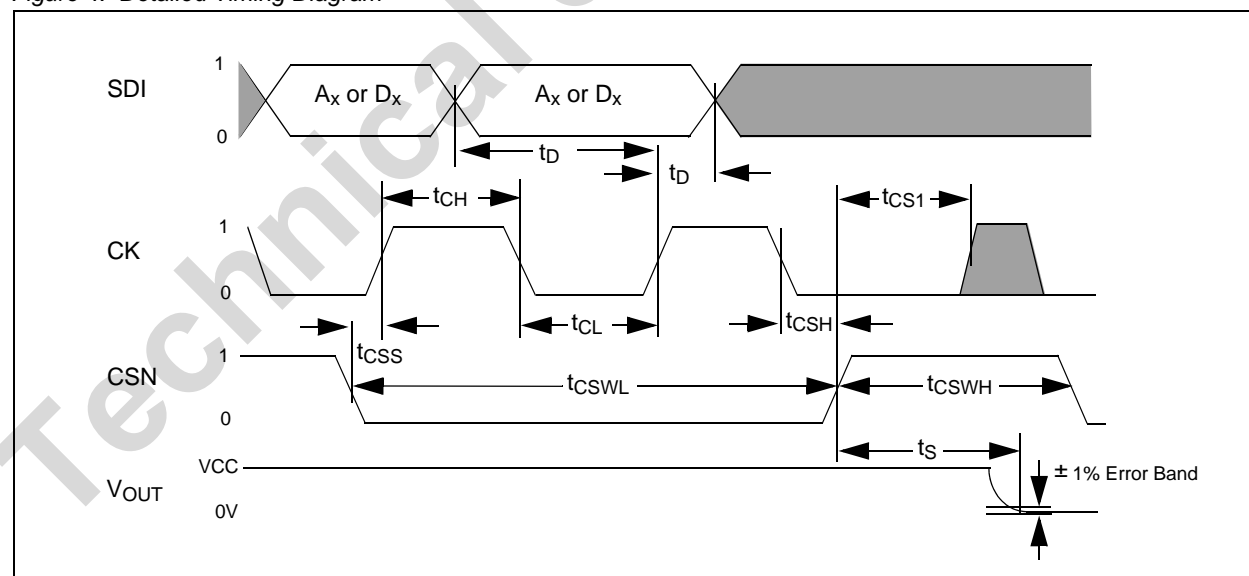 Figure 4. Detailed Timing Diagram
SDI
1
0
Ax or Dx
Ax or Dx
tD
tD
tCH
tCS1
CK
1
0
tCSS
tCL
tCSH
CSN
1
0
tCSWL
tCSWH
tS
VOUT
VCC
0V
± 1% Error Band
Technical